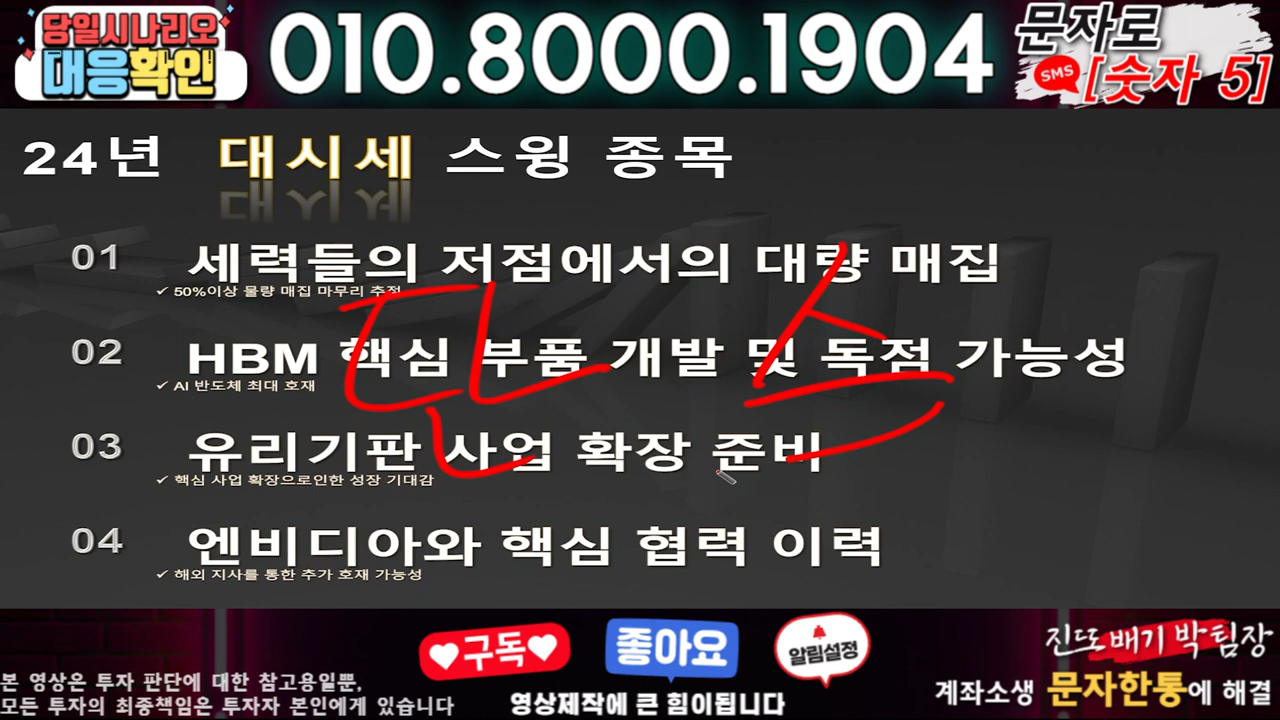 당일시나리오
대응확인
010.8000.1904
문자로
SMS [숫자 5]
24년 대시세 스윙 종목
01 세력들의 저점에서의 대량 매집
✓ 50%이상 물량 매집 마무리 추정
02 HBM 핵심 부품 개발 및 독점 가능성
✓ AI 반도체 최대 호재
단 스
03 유리기판 사업 확장 준비
✓ 핵심 사업 확장으로인한 성장 기대감
04 엔비디아와 핵심 협력 이력
✓ 해외 지사를 통한 추가 호재 가능성
구독
좋아요
알림설정
영상제작에 큰 힘이됩니다
본 영상은 투자 판단에 대한 참고용일뿐,
모든 투자의 최종책임은 투자자 본인에게 있습니다
진또배기 박팀장
계좌소생 문자한통에 해결